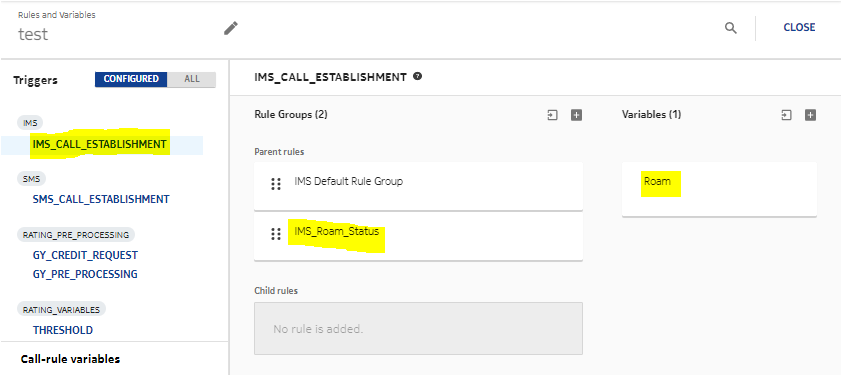 Rules and Variables
test
CLOSE
Triggers
CONFIGURED
ALL
IMS
IMS_CALL_ESTABLISHMENT
SMS
SMS_CALL_ESTABLISHMENT
RATING_PRE_PROCESSING
GY_CREDIT_REQUEST
GY_PRE_PROCESSING
RATING_VARIABLES
THRESHOLD
Call-rule variables
IMS_CALL_ESTABLISHMENT ?
Rule Groups (2)
Parent rules
IMS Default Rule Group
IMS_Roam_Status
Child rules
No rule is added.
Variables (1)
Roam